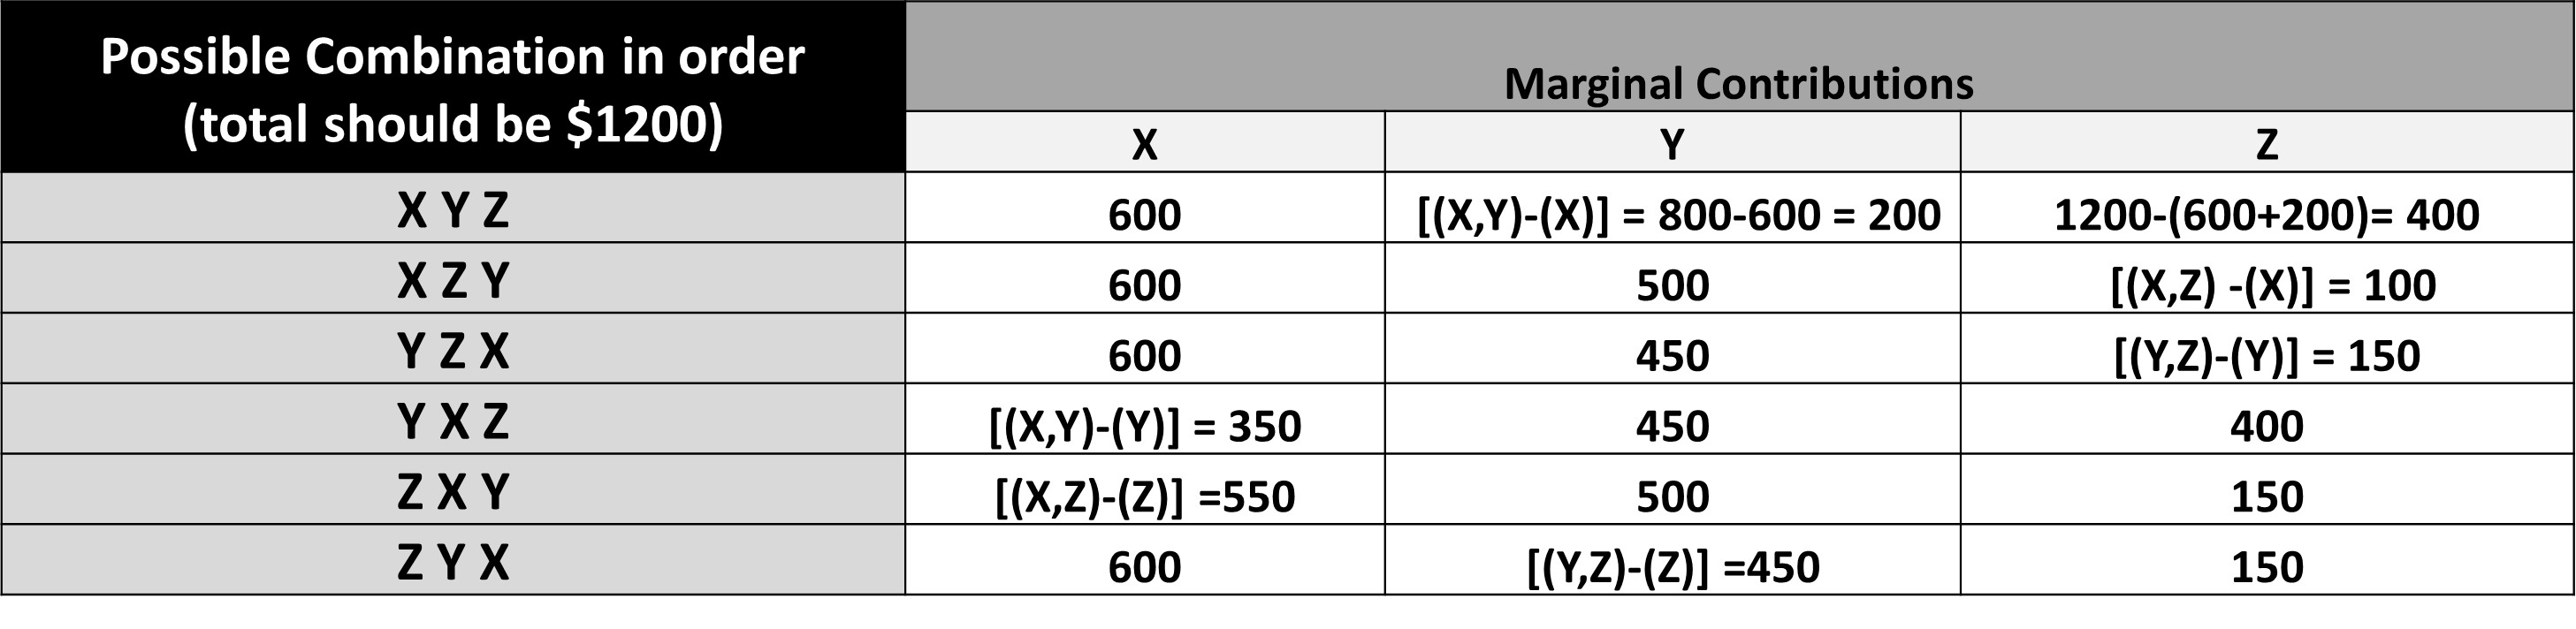 Possible Combination in order
(total should be $1200)
Marginal Contributions
X Y Z
X Y Z 600 [(X,Y)-(X)] = 800-600 = 200 1200-(600+200)= 400
X Z Y 600 500 [(X,Z) -(X)] = 100
Y Z X 600 450 [(Y,Z)-(Y)] = 150
Y X Z [(X,Y)-(Y)] = 350 450 400
Z X Y [(X,Z)-(Z)] =550 500 150
Z Y X 600 [(Y,Z)-(Z)] =450 150